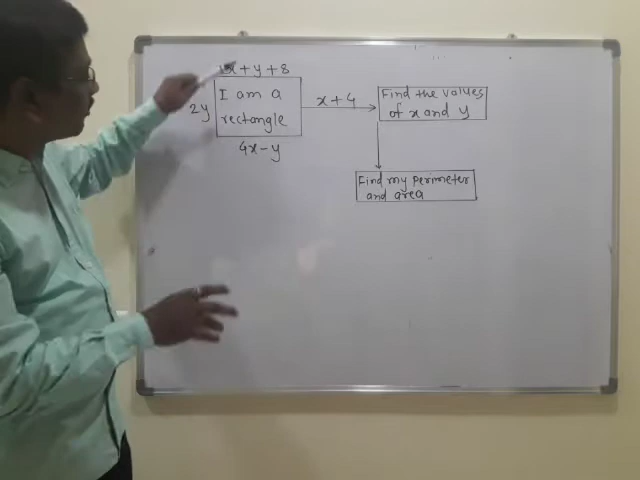 x + y + 8
2y
I am a
rectangle
4x - y
x + 4
Find the values
of x and y
Find my perimeter
and area